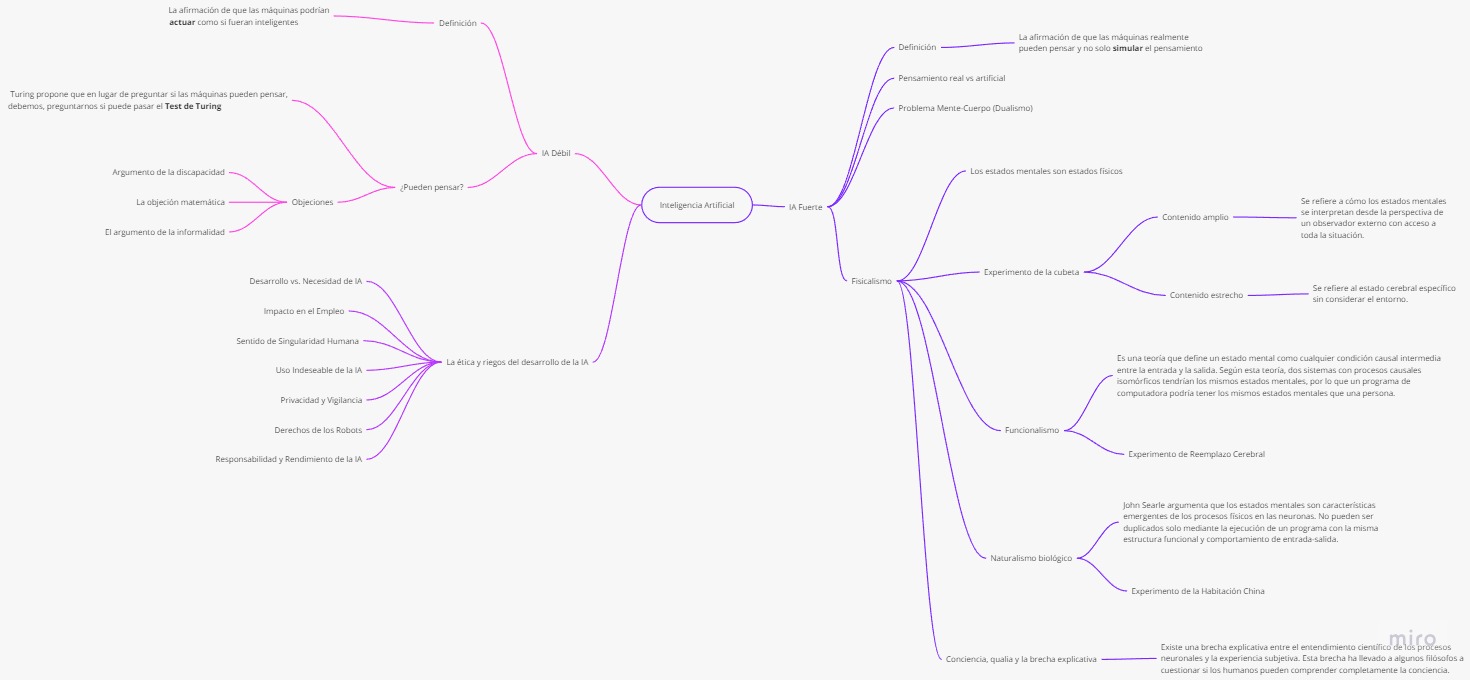 Inteligencia Artificial
IA Débil
Definición
La afirmación de que las máquinas podrían
actuar como si fueran inteligentes
¿Pueden pensar?
Turing propone que en lugar de preguntar si las máquinas pueden pensar,
debemos, preguntarnos si puede pasar el Test de Turing
Objeciones
Argumento de la discapacidad
La objeción matemática
El argumento de la informalidad
La ética y riegos del desarrollo de la IA
Desarrollo vs. Necesidad de IA
Impacto en el Empleo
Sentido de Singularidad Humana
Uso Indeseable de la IA
Privacidad y Vigilancia
Derechos de los Robots
Responsabilidad y Rendimiento de la IA
IA Fuerte
Definición
La afirmación de que las máquinas realmente
pueden pensar y no solo simular el pensamiento
Pensamiento real vs artificial
Problema Mente-Cuerpo (Dualismo)
Fisicalismo
Los estados mentales son estados físicos
Experimento de la cubeta
Contenido amplio
Se refiere a cómo los estados mentales
se interpretan desde la perspectiva de
un observador externo con acceso a
toda la situación.
Contenido estrecho
Se refiere al estado cerebral específico
sin considerar el entorno.
Funcionalismo
Es una teoría que define un estado mental como cualquier condición causal intermedia
entre la entrada y la salida. Según esta teoría, dos sistemas con procesos causales
isomórficos tendrían los mismos estados mentales, por lo que un programa de
computadora podría tener los mismos estados mentales que una persona.
Experimento de Reemplazo Cerebral
Naturalismo biológico
John Searle argumenta que los estados mentales son características
emergentes de los procesos físicos en las neuronas. No pueden ser
duplicados solo mediante la ejecución de un programa con la misma
estructura funcional y comportamiento de entrada-salida.
Experimento de la Habitación China
Conciencia, qualia y la brecha explicativa
Existe una brecha explicativa entre el entendimiento científico de los procesos
neuronales y la experiencia subjetiva. Esta brecha ha llevado a algunos filósofos a
cuestionar si los humanos pueden comprender completamente la conciencia.
miro